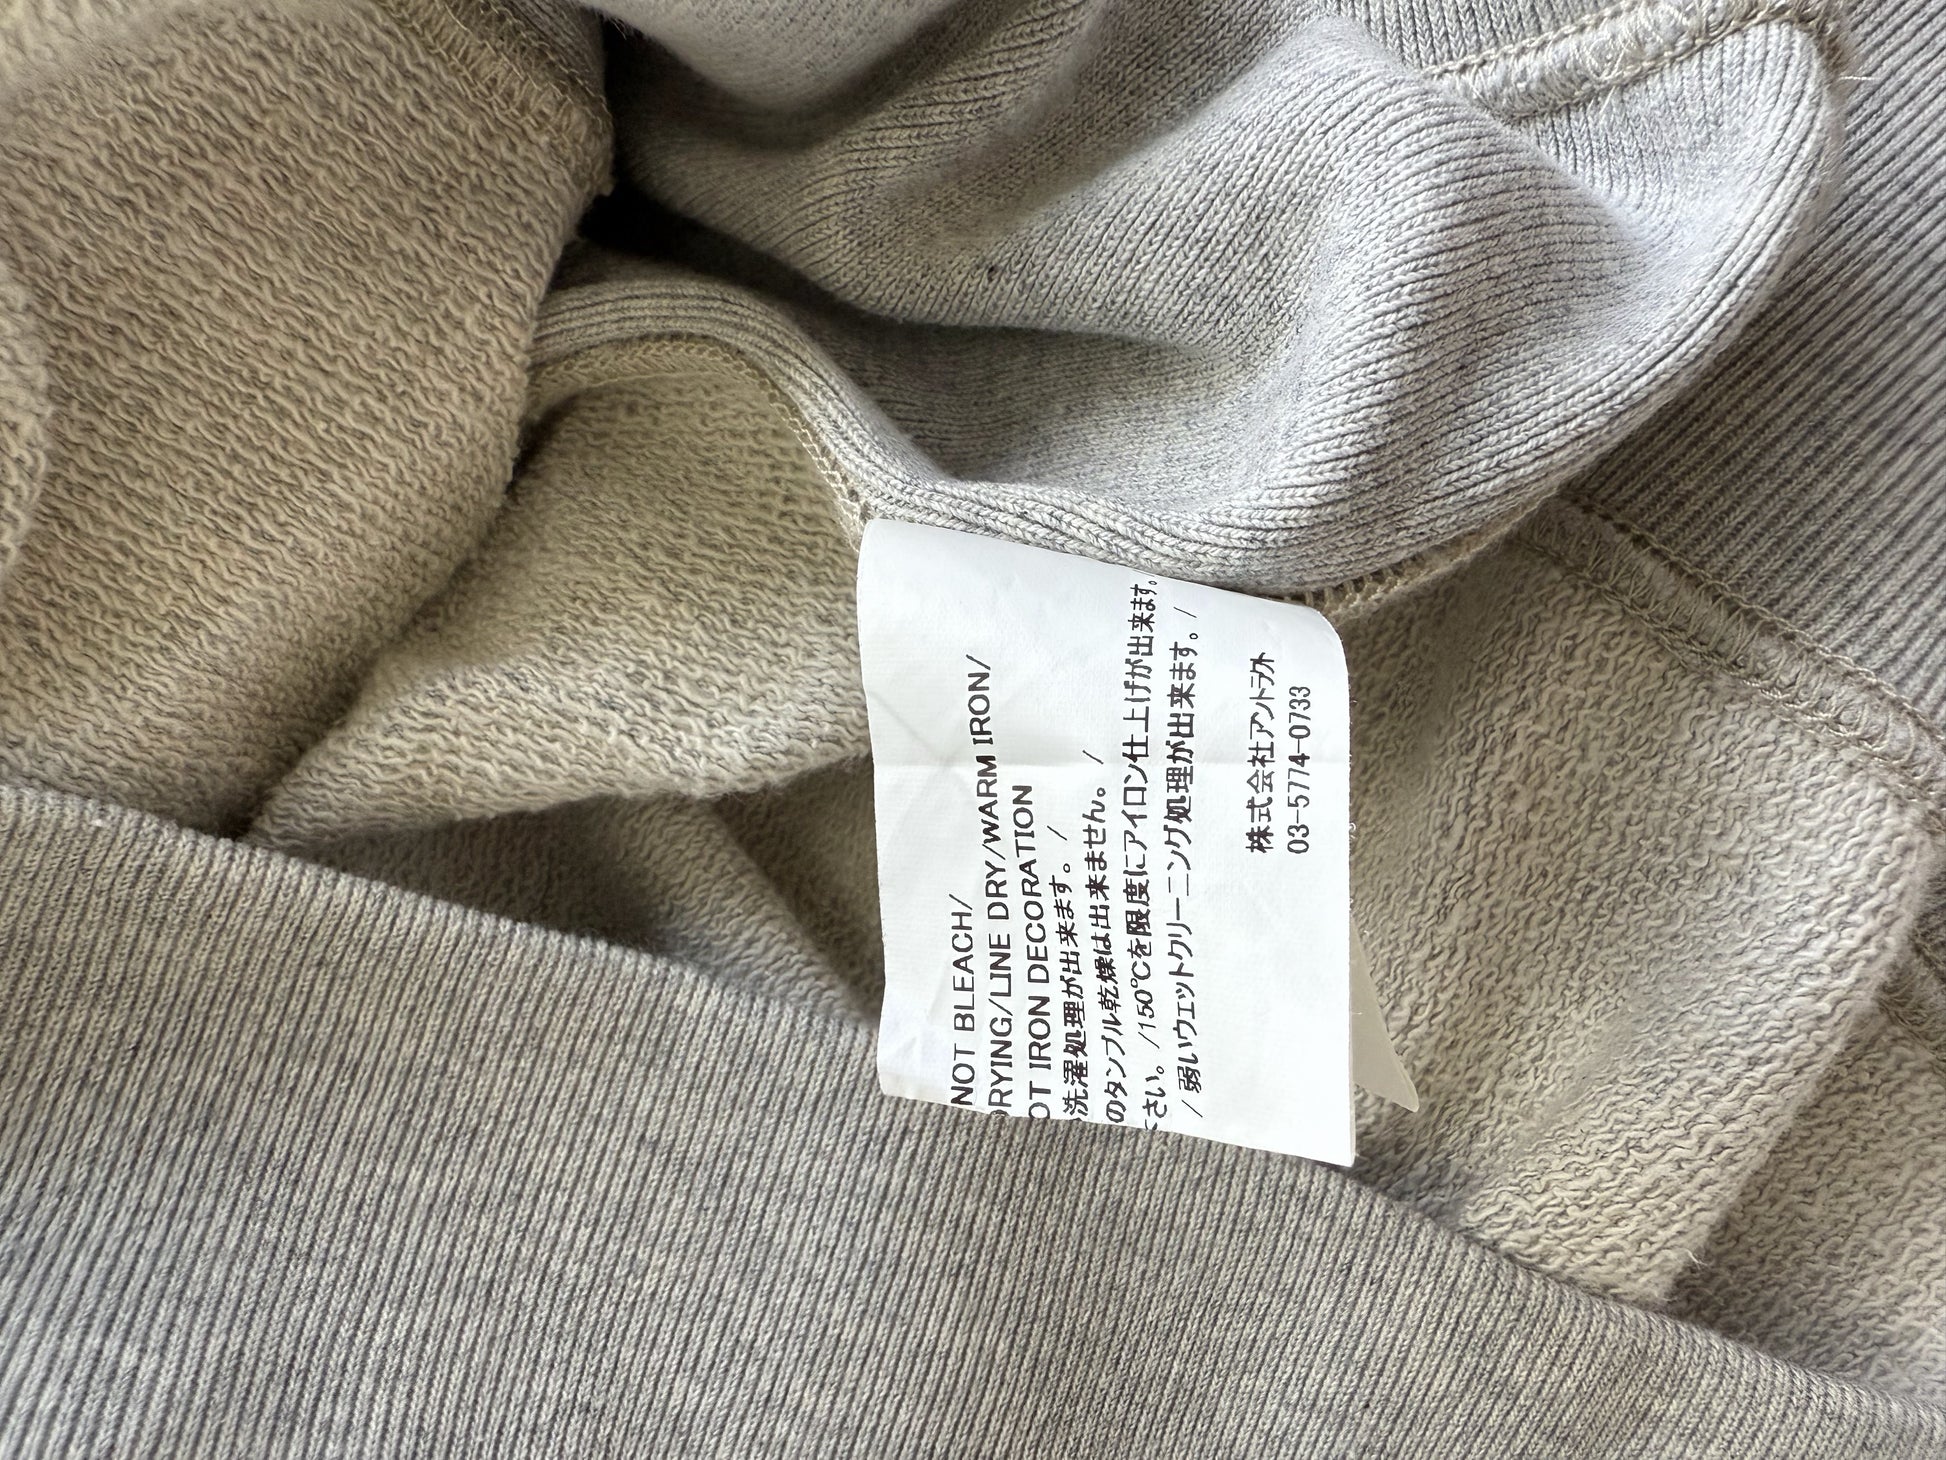 NOT BLEACH/
RYING/LINE DRY/WARM IRON/
OT IRON DECORATION
洗濯処理が出来ます。/
のタンブル乾燥は出来ません。/
さい。/150℃を限度にアイロン仕上げが出来ます。
/弱いウェットクリーニング処理が出来ます。/
株式会社アントラクト
03-5774-0733